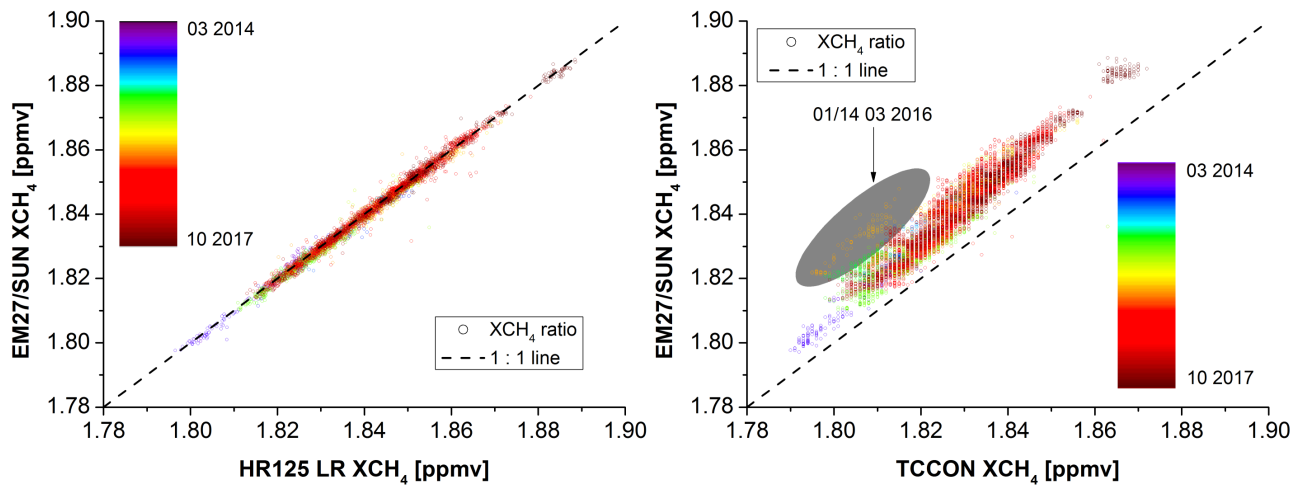 1.90
1.88
1.86
1.84
1.82
1.80
1.78
EM27/SUN XCH₄ [ppmv]
03 2014
10 2017
XCH₄ ratio
1 : 1 line
1.78 1.80 1.82 1.84 1.86 1.88 1.90
HR125 LR XCH₄ [ppmv]
1.90
1.88
1.86
1.84
1.82
1.80
1.78
EM27/SUN XCH₄ [ppmv]
XCH₄ ratio
1 : 1 line
01/14 03 2016
03 2014
10 2017
1.78 1.80 1.82 1.84 1.86 1.88 1.90
TCCON XCH₄ [ppmv]